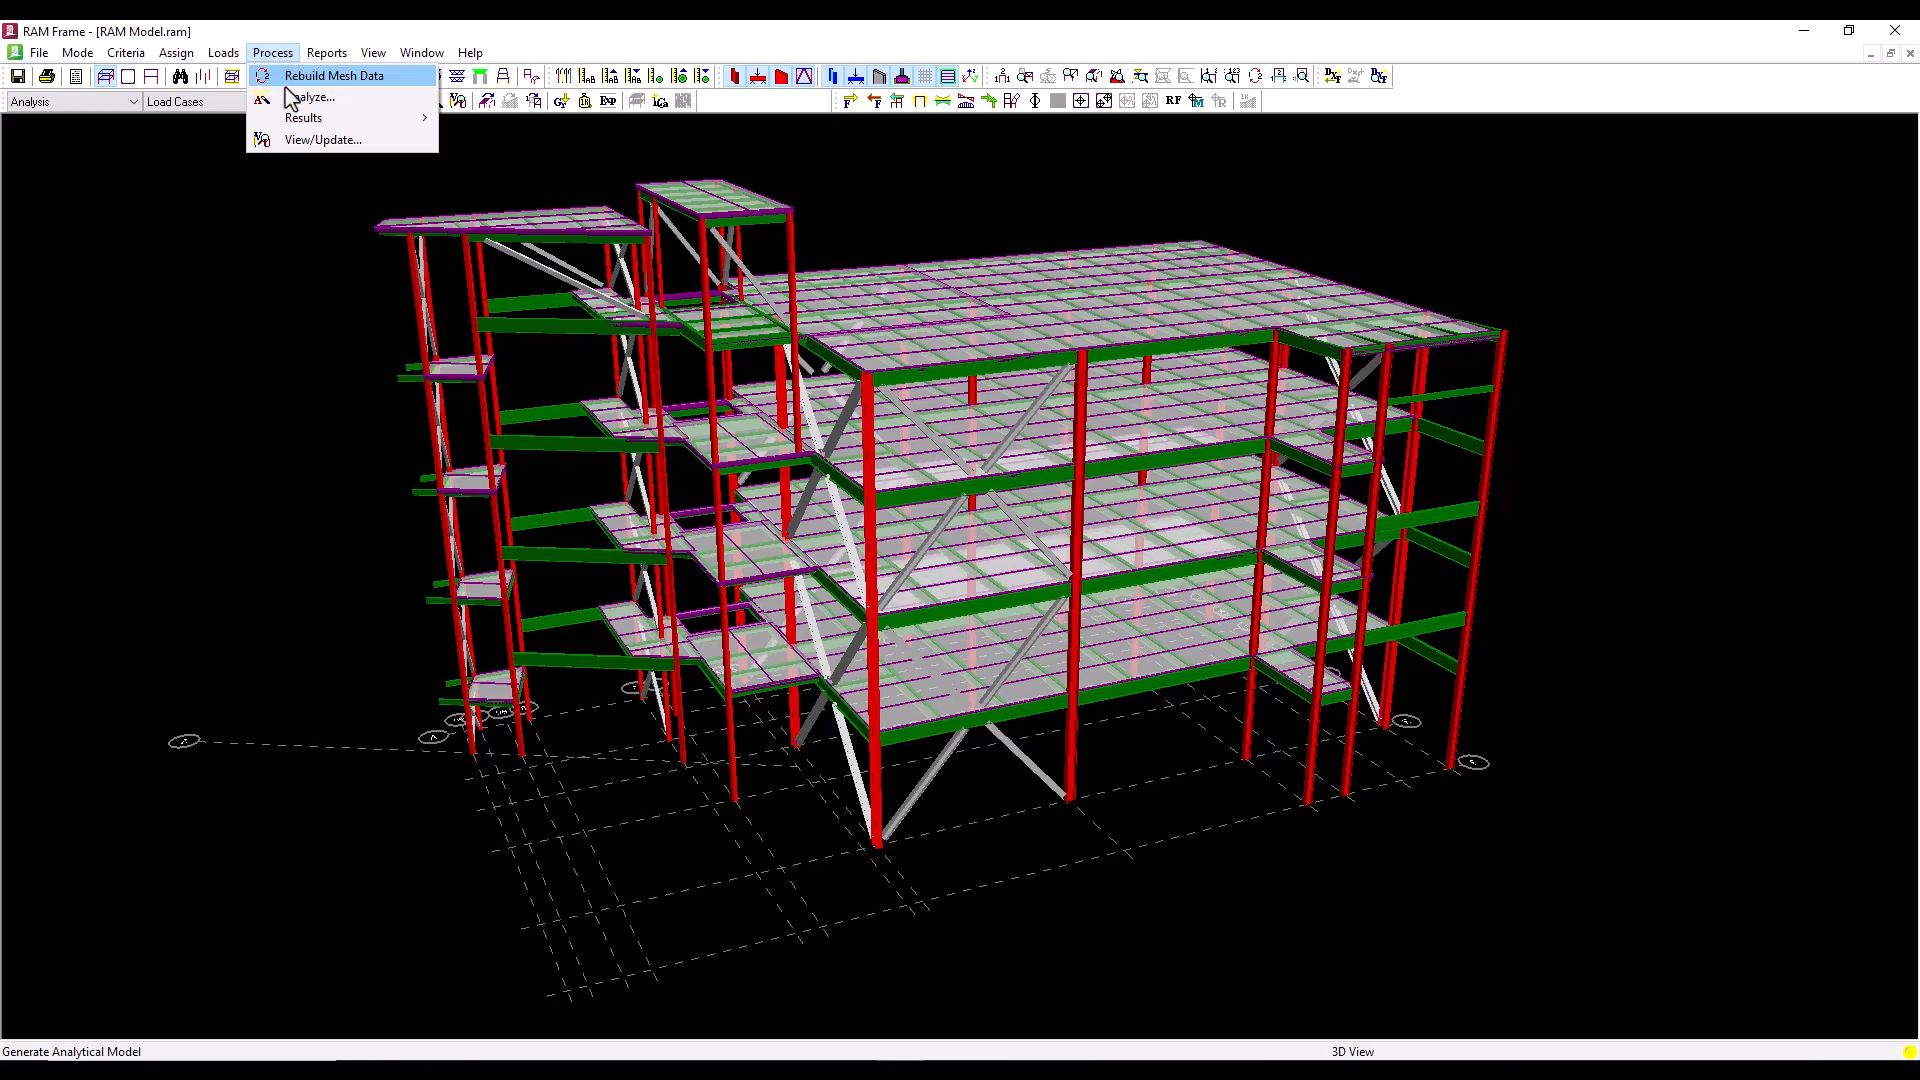 RAM Frame - [RAM Model.ram]
File Mode Criteria Assign Loads Process Reports View Window Help
Rebuild Mesh Data
Analysis Load Cases
Results
View/Update...
RF
Generate Analytical Model 3D View